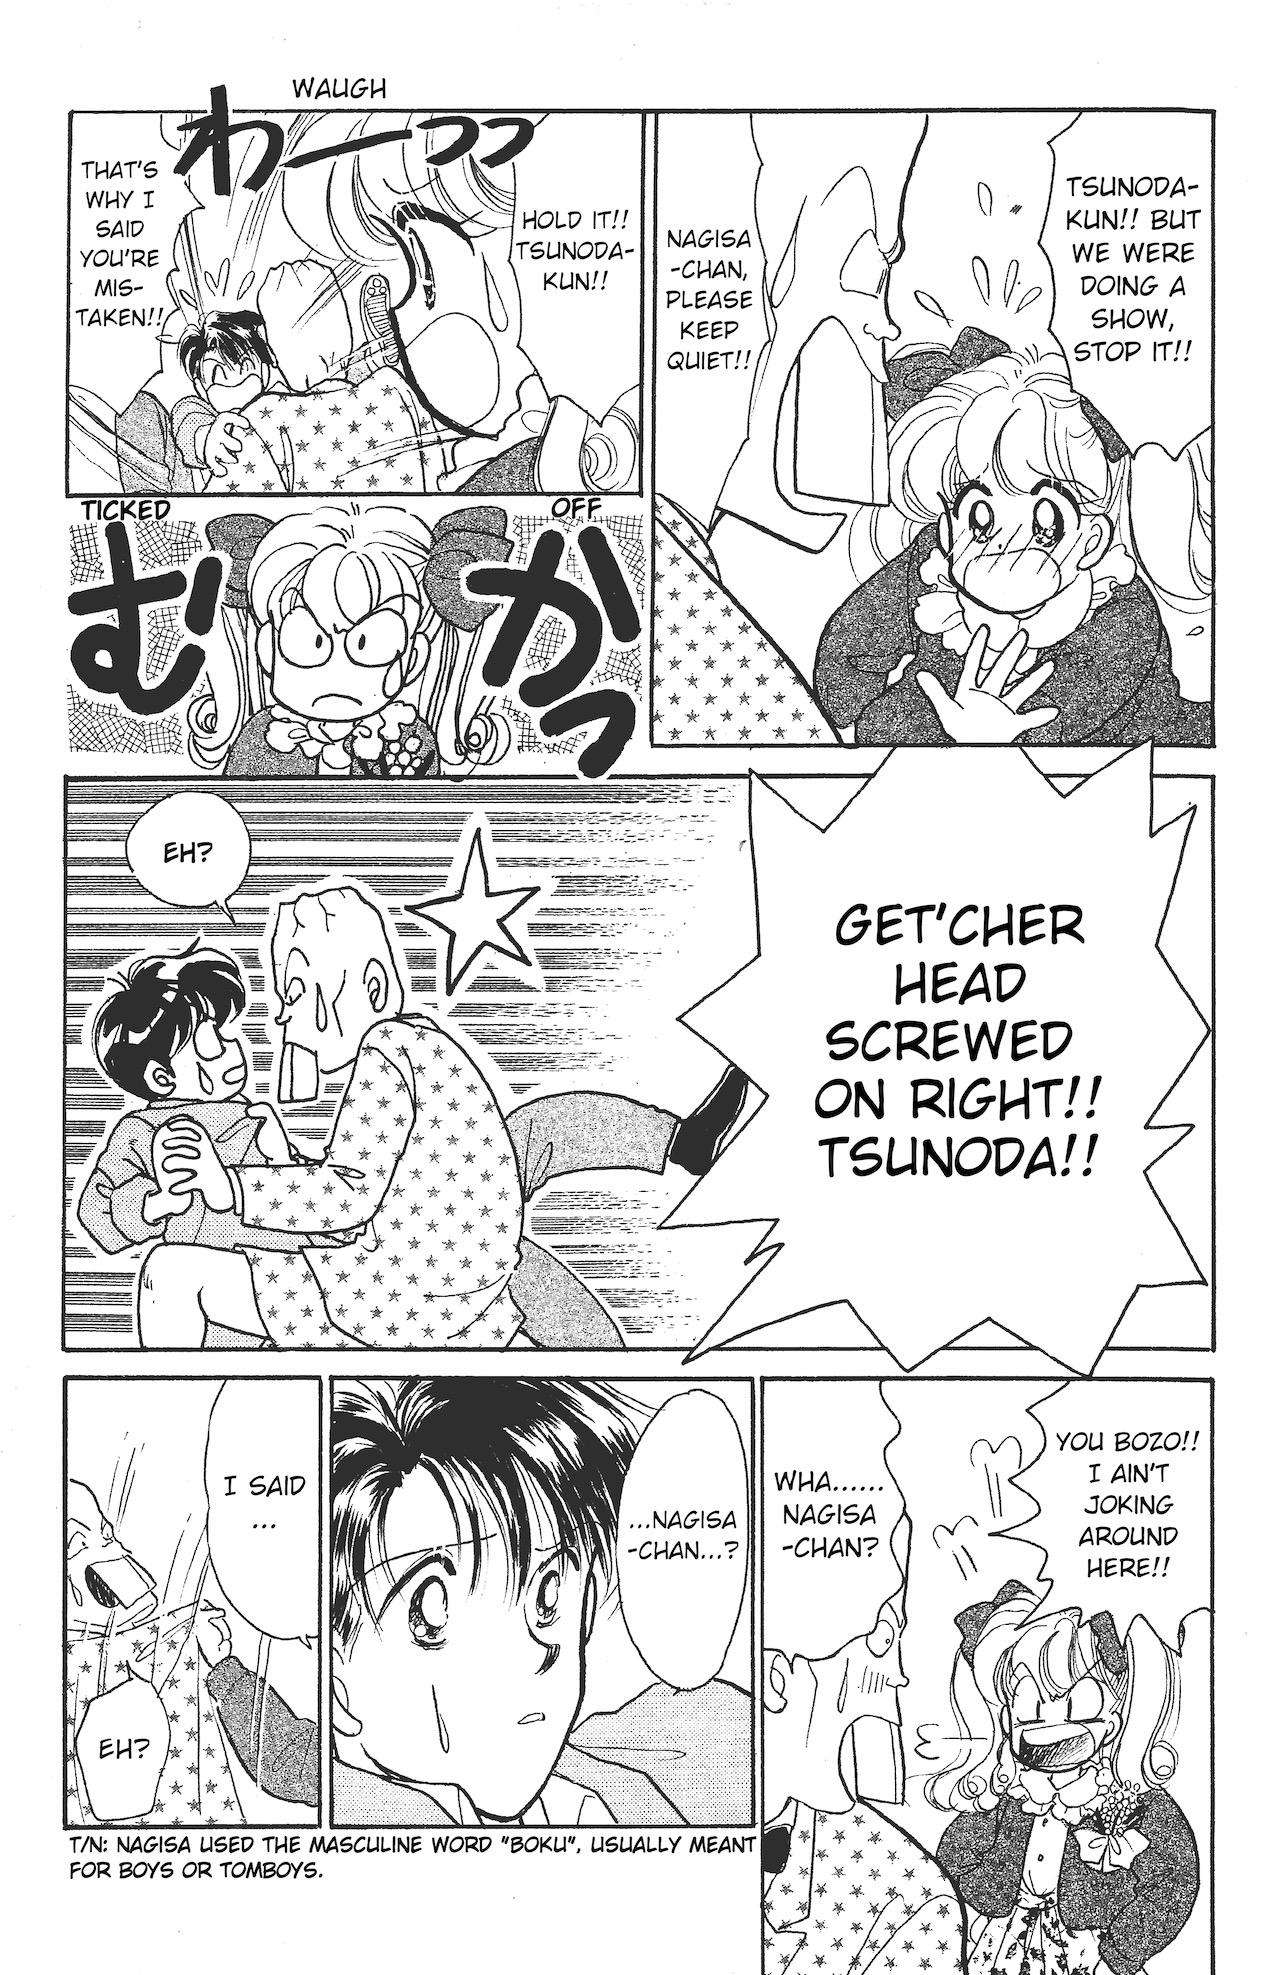 TSUNODA-
KUN!! BUT
WE WERE
DOING A
SHOW,
STOP IT!!
NAGISA
-CHAN,
PLEASE
KEEP
QUIET!!
WAUGH
わーっっ
HOLD IT!!
TSUNODA-
KUN!!
THAT'S
WHY I
SAID
YOU'RE
MIS-
TAKEN!!
TICKED OFF
むかっ
GET'CHER
HEAD
SCREWED
ON RIGHT!!
TSUNODA!!
EH?
YOU BOZO!!
I AIN'T
JOKING
AROUND
HERE!!
WHA......
NAGISA
-CHAN?
...NAGISA
-CHAN...?
I SAID
...
EH?
T/N: NAGISA USED THE MASCULINE WORD "BOKU", USUALLY MEANT
FOR BOYS OR TOMBOYS.